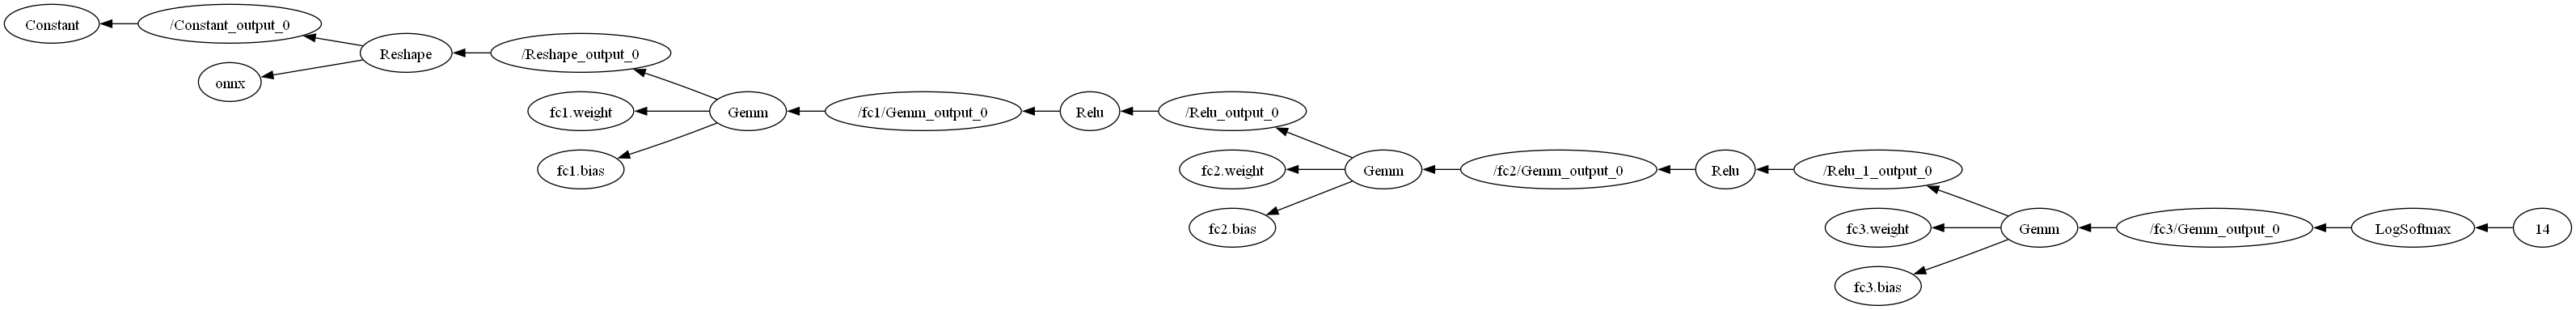 Constant
/Constant_output_0
onnx
Reshape
/Reshape_output_0
fc1.weight
fc1.bias
Gemm
/fc1/Gemm_output_0
Relu
/Relu_output_0
fc2.weight
fc2.bias
Gemm
/fc2/Gemm_output_0
Relu
/Relu_1_output_0
fc3.weight
fc3.bias
Gemm
/fc3/Gemm_output_0
LogSoftmax
14